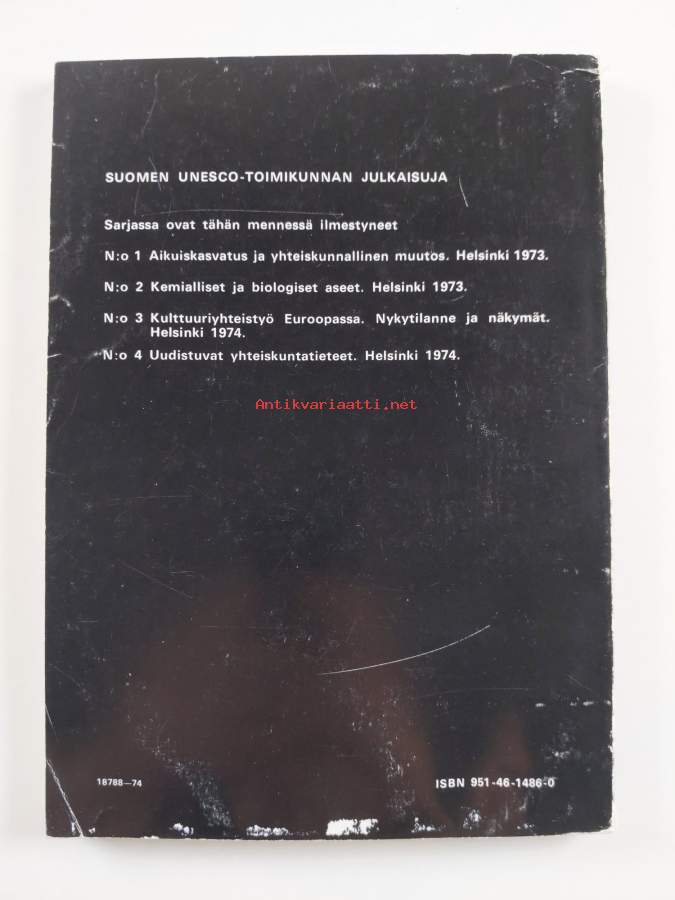 SUOMEN UNESCO-TOIMIKUNNAN JULKAISUJA
Sarjassa ovat tähän mennessä ilmestyneet
N:o 1 Aikuiskasvatus ja yhteiskunnallinen muutos. Helsinki 1973.
N:o 2 Kemialliset ja biologiset aseet. Helsinki 1973.
N:o 3 Kulttuuriyhteistyö Euroopassa. Nykytilanne ja näkymät.
Helsinki 1974.
N:o 4 Uudistuvat yhteiskuntatieteet. Helsinki 1974.
Antikvariaatti.net
18788—74
ISBN 951-46-1486-0